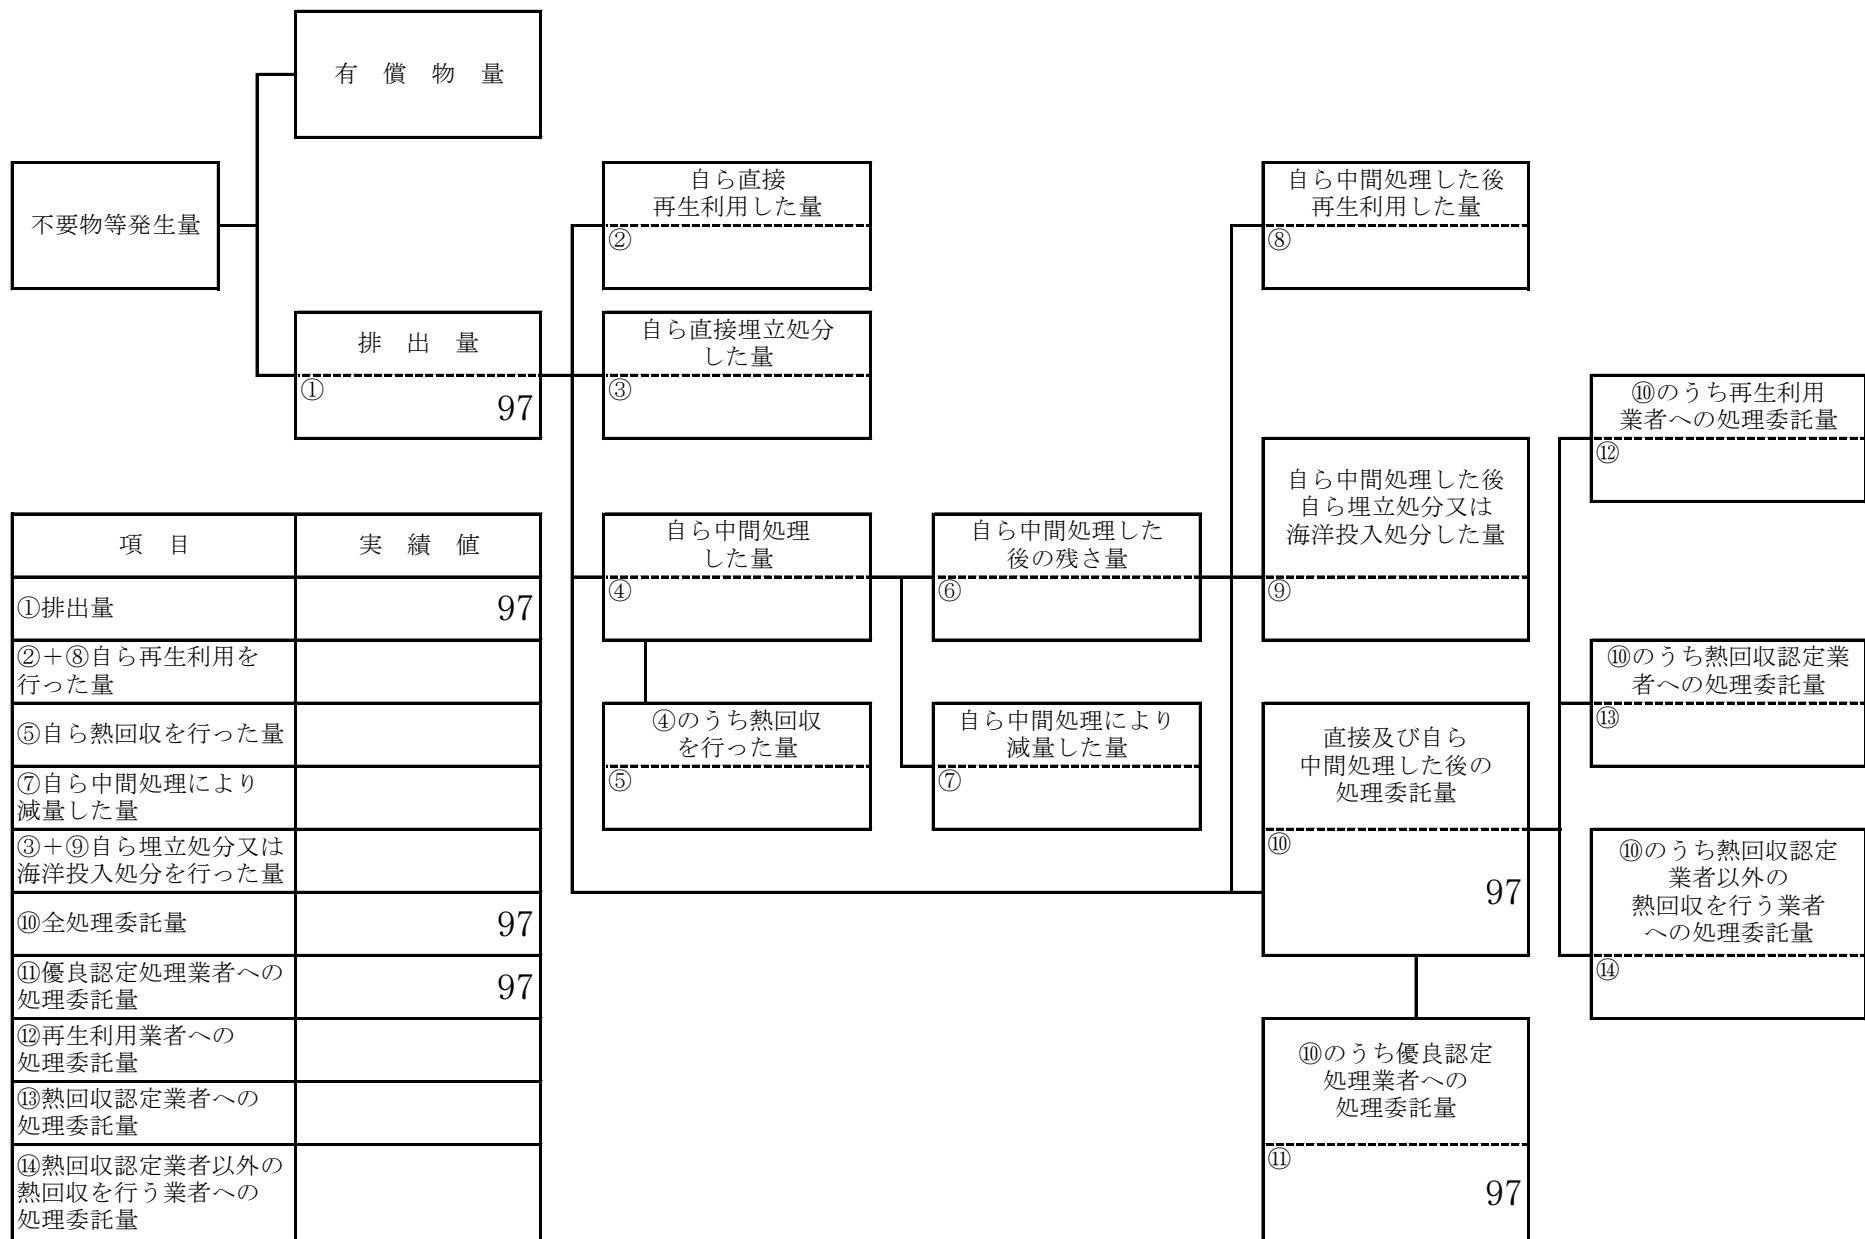 有償物量
不要物等発生量
排出量
①
97
自ら直接
再生利用した量
②
自ら直接埋立処分
した量
③
自ら中間処理
した量
④
④のうち熱回収
を行った量
⑤
自ら中間処理した
後の残さ量
⑥
自ら中間処理により
減量した量
⑦
自ら中間処理した後
再生利用した量
⑧
自ら中間処理した後
自ら埋立処分又は
海洋投入処分した量
⑨
直接及び自ら
中間処理した後の
処理委託量
⑩
97
⑩のうち優良認定
処理業者への
処理委託量
⑪
97
⑩のうち再生利用
業者への処理委託量
⑫
⑩のうち熱回収認定業
者への処理委託量
⑬
⑩のうち熱回収認定
業者以外の
熱回収を行う業者
への処理委託量
⑭
項目 実績値
①排出量 97
②+⑧自ら再生利用を
行った量
⑤自ら熱回収を行った量
⑦自ら中間処理により
減量した量
③+⑨自ら埋立処分又は
海洋投入処分を行った量
⑩全処理委託量 97
⑪優良認定処理業者への
処理委託量 97
⑫再生利用業者への
処理委託量
⑬熱回収認定業者への
処理委託量
⑭熱回収認定業者以外の
熱回収を行う業者への
処理委託量